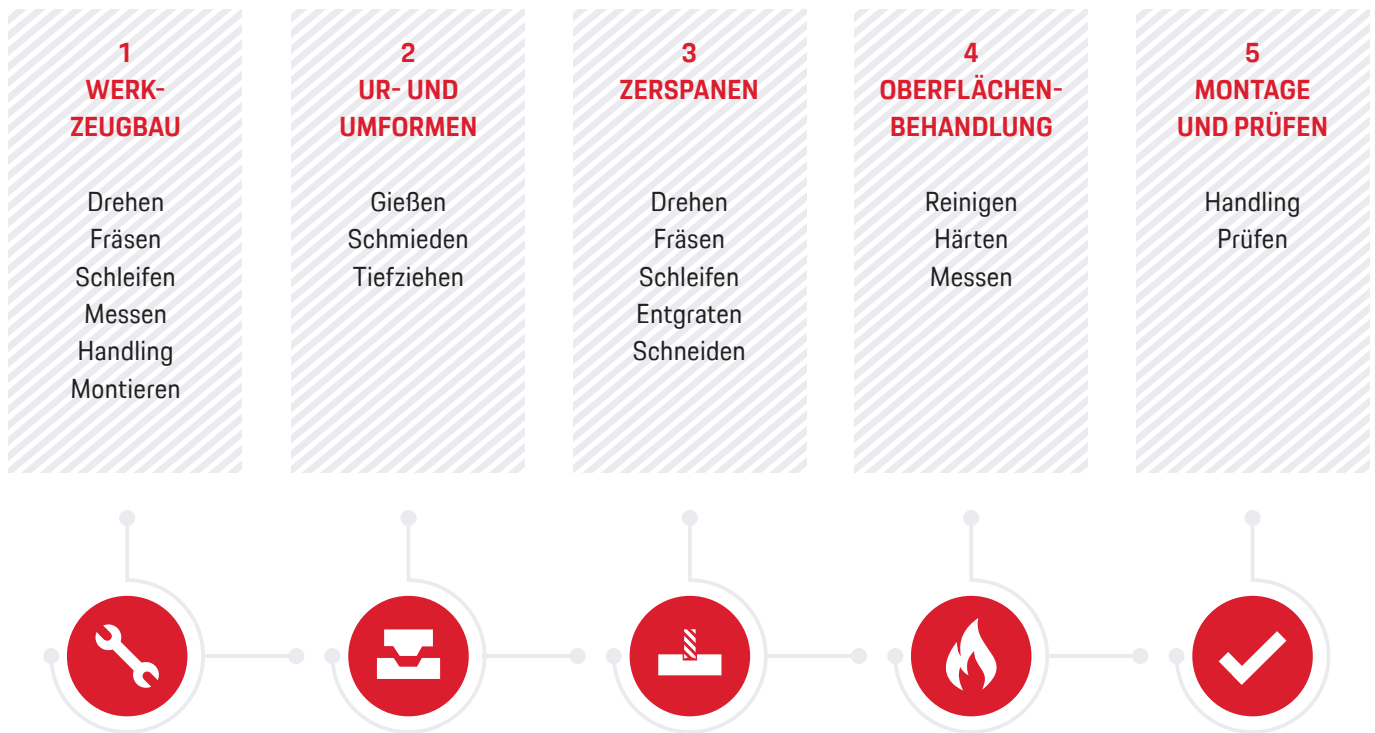 1
WERK-
ZEUGBAU
Drehen
Fräsen
Schleifen
Messen
Handling
Montieren
2
UR- UND
UMFORMEN
Gießen
Schmieden
Tiefziehen
3
ZERSPANEN
Drehen
Fräsen
Schleifen
Entgraten
Schneiden
4
OBERFLÄCHEN-
BEHANDLUNG
Reinigen
Härten
Messen
5
MONTAGE
UND PRÜFEN
Handling
Prüfen